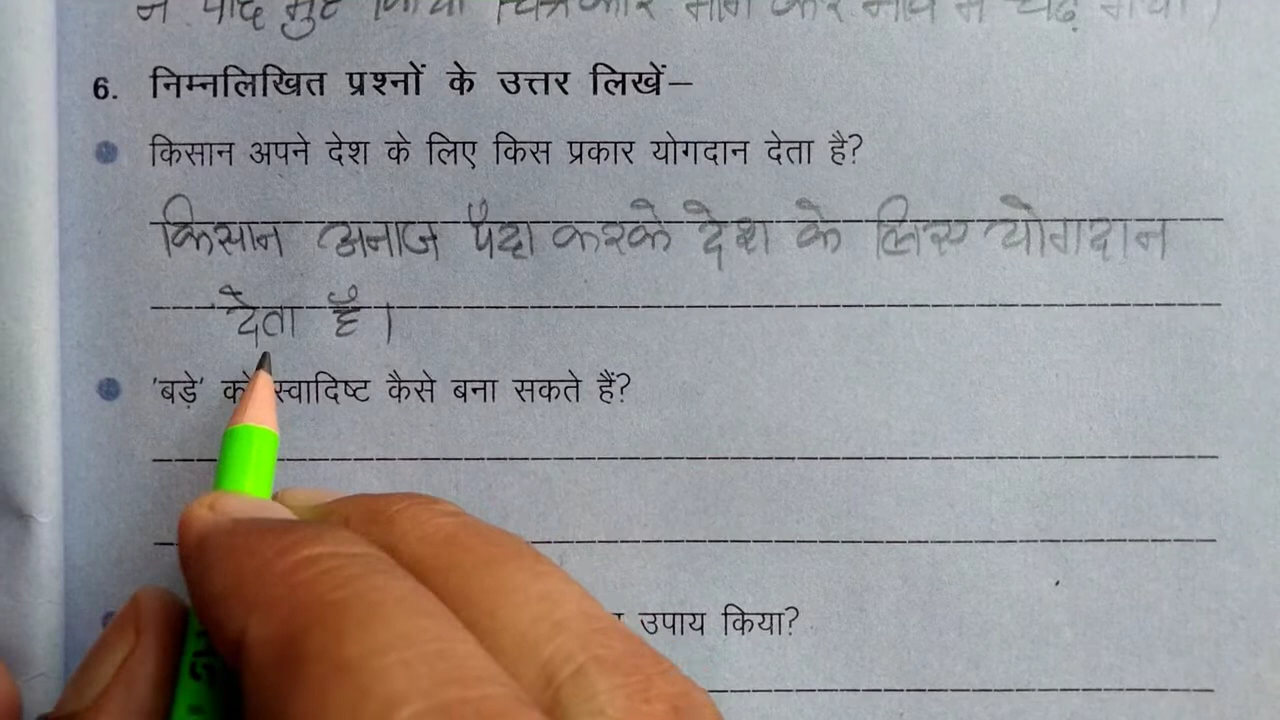 6. निम्नलिखित प्रश्नों के उत्तर लिखें–
किसान अपने देश के लिए किस प्रकार योगदान देता है?
किसान अनाज पैदा करके देश के लिए योगदान
देता है।
'बड़े' को स्वादिष्ट कैसे बना सकते हैं?
उपाय किया?